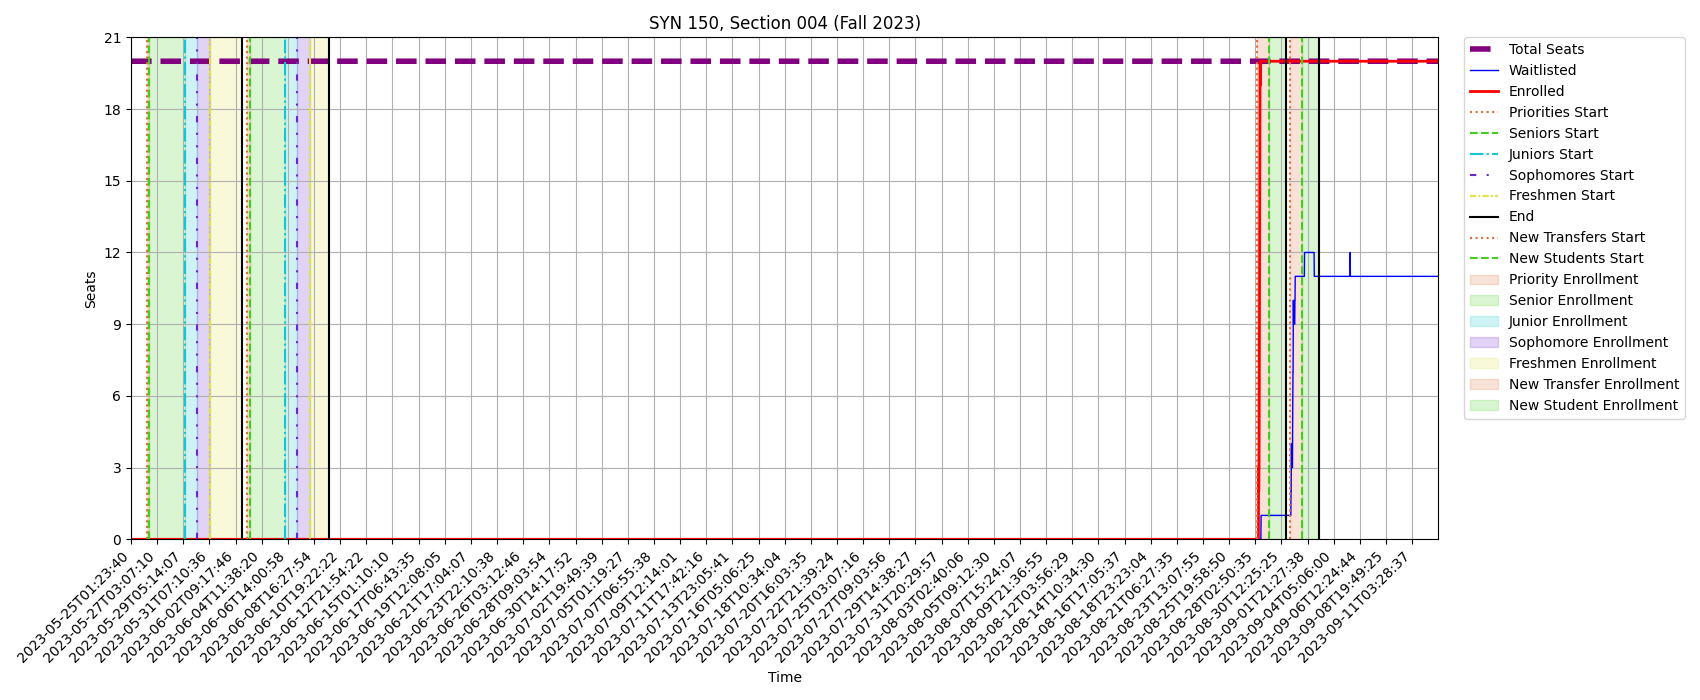 SYN 150, Section 004 (Fall 2023)
21
18
15
12
9
6
3
0
Seats
2023-05-25T01:23:40
2023-05-27T03:07:10
2023-05-29T05:14:07
2023-05-31T07:10:36
2023-06-02T09:17:46
2023-06-04T11:38:20
2023-06-06T14:00:58
2023-06-08T16:27:54
2023-06-10T19:22:22
2023-06-12T21:54:22
2023-06-15T01:10:10
2023-06-17T06:43:35
2023-06-19T12:08:05
2023-06-21T17:04:07
2023-06-23T22:10:38
2023-06-26T03:12:46
2023-06-28T09:03:54
2023-06-30T14:17:52
2023-07-02T19:49:39
2023-07-05T01:19:27
2023-07-07T06:55:38
2023-07-09T12:14:01
2023-07-11T17:42:16
2023-07-13T23:05:41
2023-07-16T05:06:25
2023-07-18T10:34:04
2023-07-20T16:03:35
2023-07-22T21:39:24
2023-07-25T03:07:16
2023-07-27T09:03:56
2023-07-29T14:38:27
2023-07-31T20:29:57
2023-08-03T02:40:06
2023-08-05T09:12:30
2023-08-07T15:24:07
2023-08-09T21:36:55
2023-08-12T03:56:29
2023-08-14T10:34:30
2023-08-16T17:05:37
2023-08-18T23:23:04
2023-08-21T06:27:35
2023-08-23T13:07:55
2023-08-25T19:58:50
2023-08-28T02:50:35
2023-08-30T12:25:25
2023-09-01T21:27:38
2023-09-04T05:06:00
2023-09-06T12:24:44
2023-09-08T19:49:25
2023-09-11T03:28:37
Time
Total Seats
Waitlisted
Enrolled
Priorities Start
Seniors Start
Juniors Start
Sophomores Start
Freshmen Start
End
New Transfers Start
New Students Start
Priority Enrollment
Senior Enrollment
Junior Enrollment
Sophomore Enrollment
Freshmen Enrollment
New Transfer Enrollment
New Student Enrollment